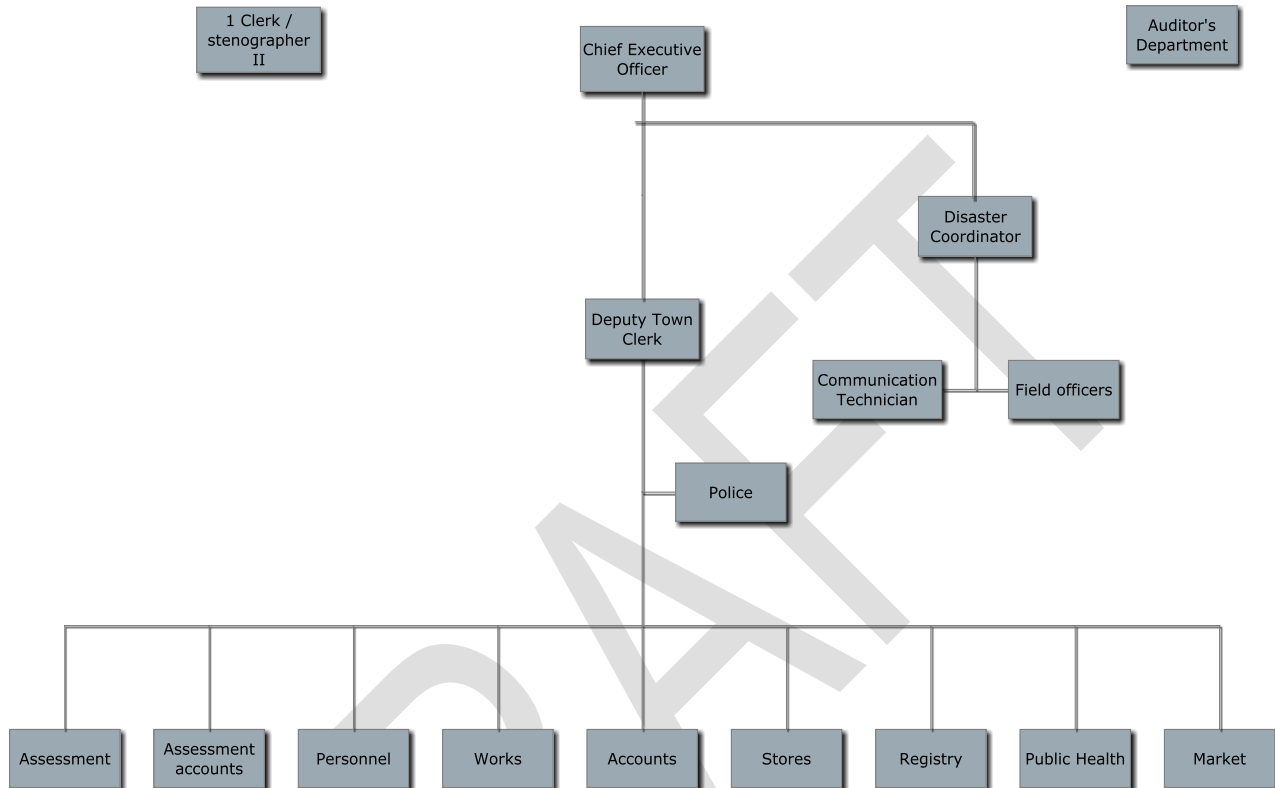 1 Clerk /
stenographer
II
Chief Executive
Officer
Auditor's
Department
Disaster
Coordinator
Deputy Town
Clerk
Communication
Technician
Field officers
Police
Assessment
Assessment
accounts
Personnel
Works
Accounts
Stores
Registry
Public Health
Market
DRAFT